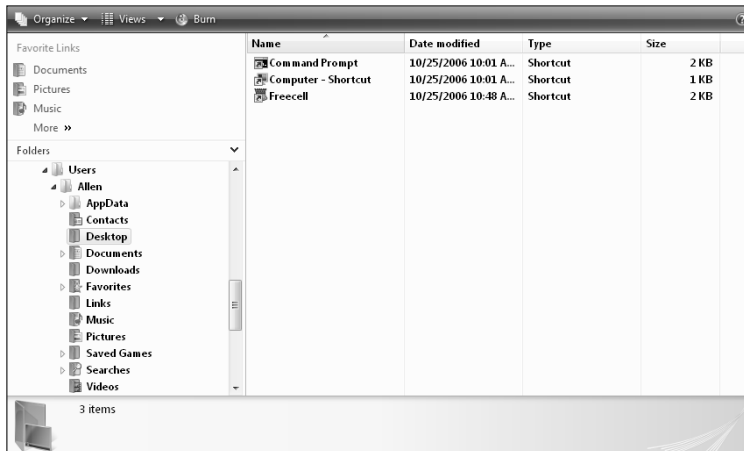 Organize Views Burn
Favorite Links
Documents
Pictures
Music
More »
Folders
Users
Allen
AppData
Contacts
Desktop
Documents
Downloads
Favorites
Links
Music
Pictures
Saved Games
Searches
Videos
Name Date modified Type Size
Command Prompt 10/25/2006 10:01 A... Shortcut 2 KB
Computer - Shortcut 10/25/2006 10:01 A... Shortcut 1 KB
Freecell 10/25/2006 10:48 A... Shortcut 2 KB
3 items